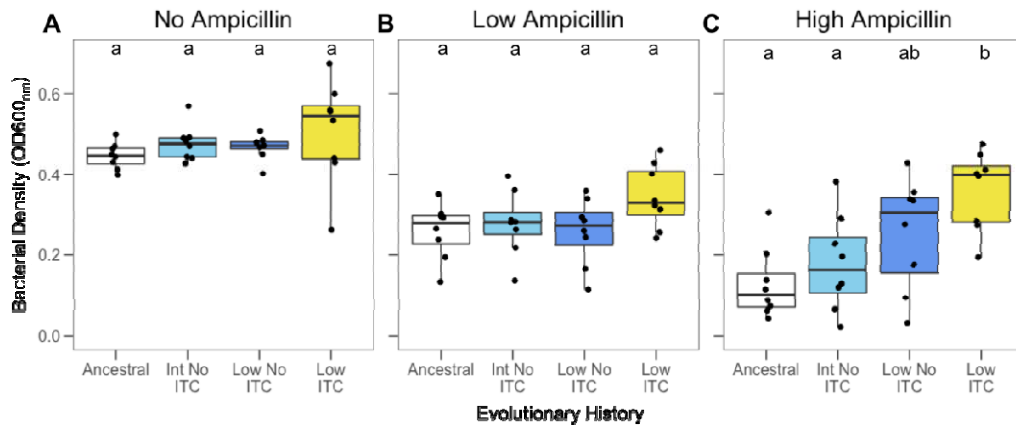 A No Ampicillin
a a a a
B Low Ampicillin
a a a a
C High Ampicillin
a a ab b
Bacterial Density (OD600nm)
0.6
0.4
0.2
0.0
Ancestral
Int No
ITC
Low No
ITC
Low
ITC
Ancestral
Int No
ITC
Low No
ITC
Low
ITC
Ancestral
Int No
ITC
Low No
ITC
Low
ITC
Evolutionary History